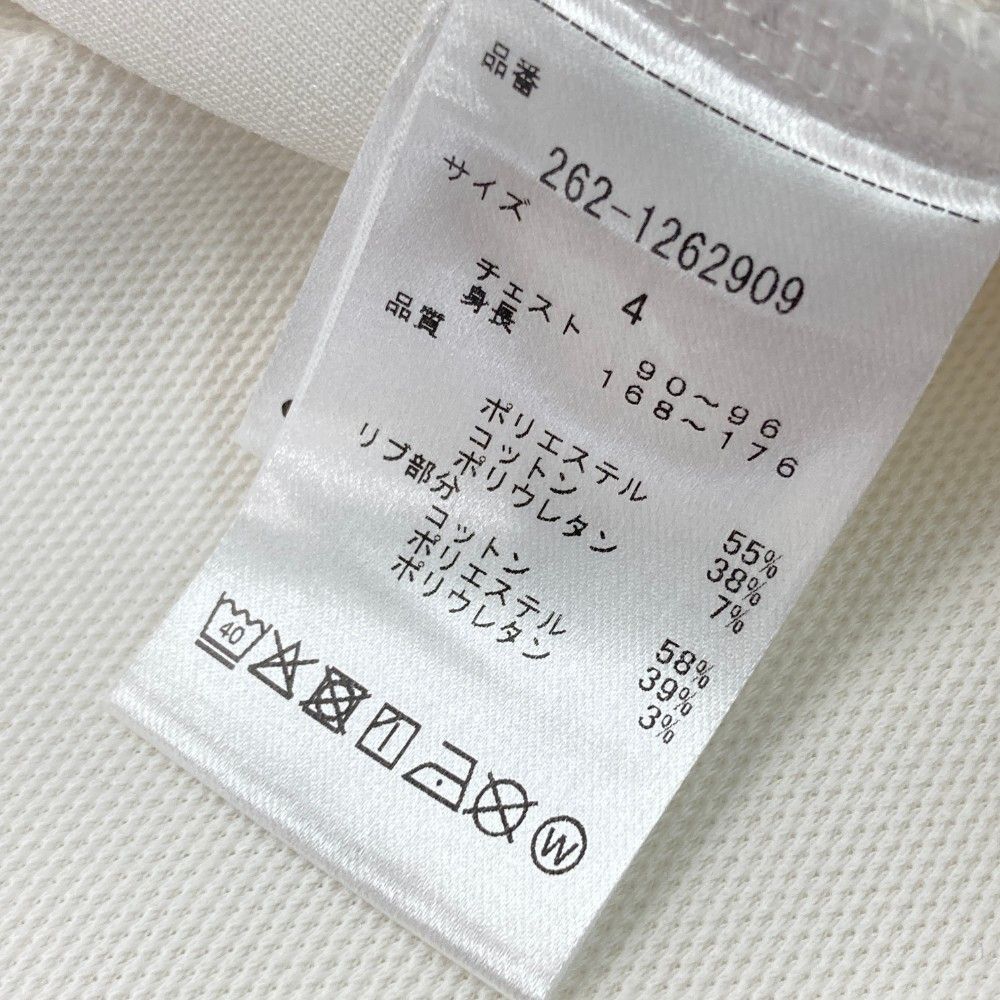 品番
262-1262909
サイズ
4
チェスト 90～96
身長 168～176
品質
ポリエステル 55%
コットン 38%
ポリウレタン 7%
リブ部分
コットン 58%
ポリエステル 39%
ポリウレタン 3%
40
W